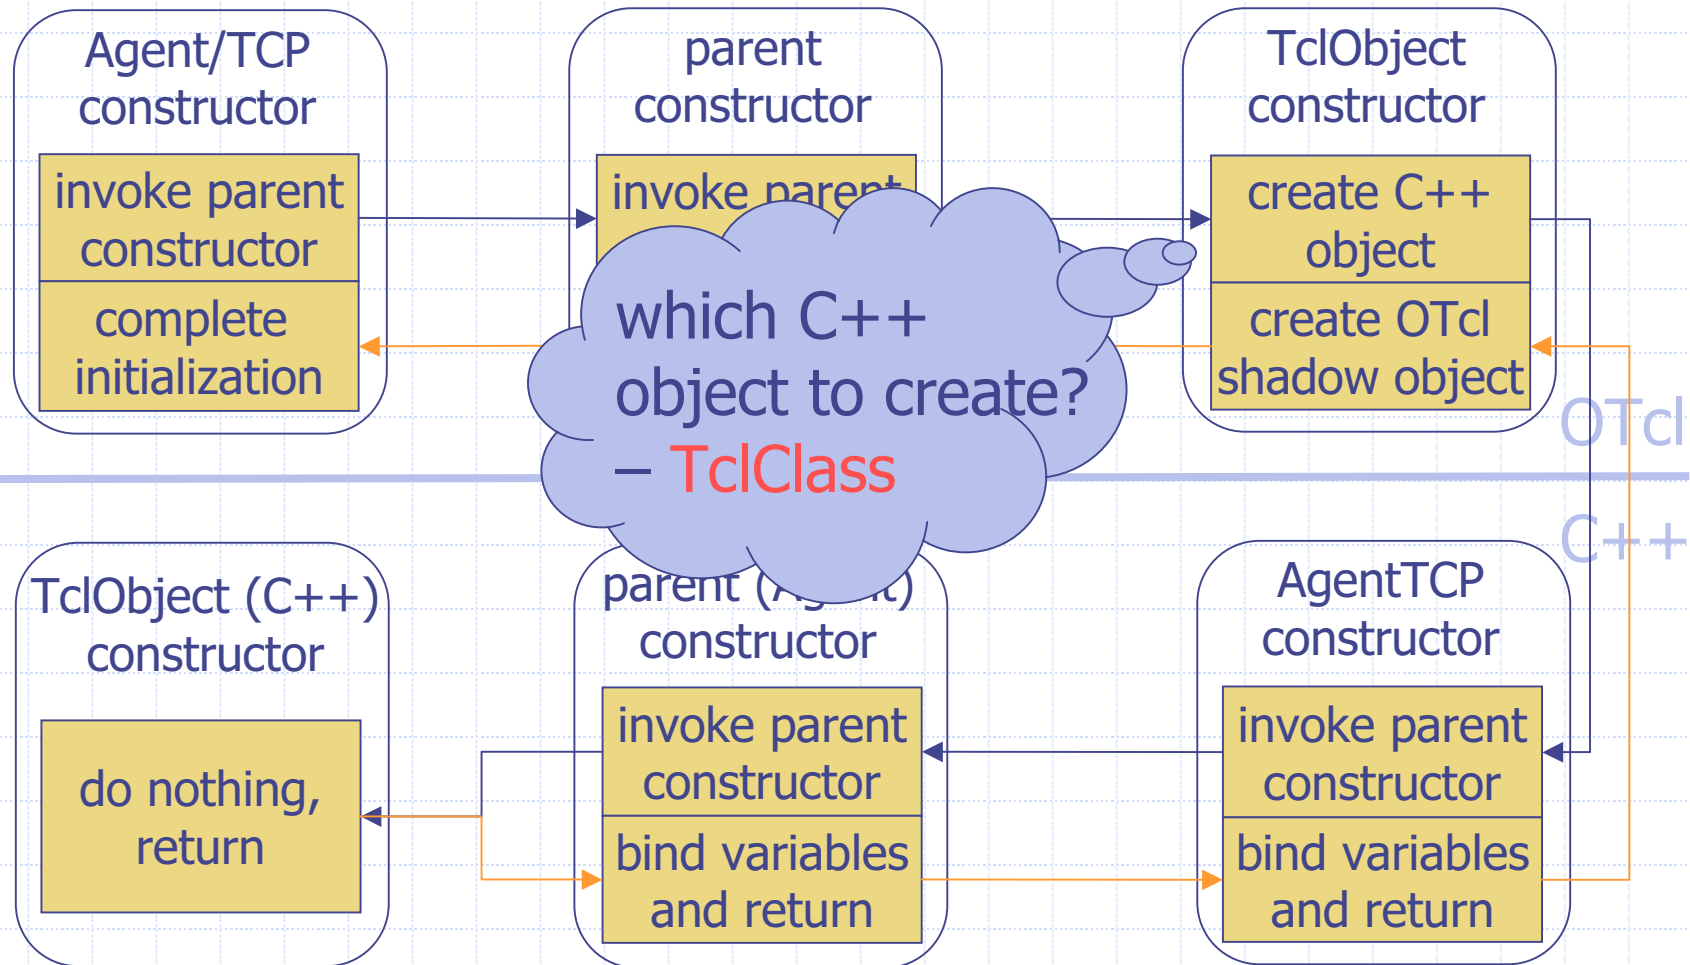 Agent/TCP
constructor
invoke parent
constructor
complete
initialization
parent
constructor
invoke parent
TclObject
constructor
create C++
object
create OTcl
shadow object
which C++
object to create?
– TclClass
OTcl
C++
TclObject (C++)
constructor
do nothing,
return
parent (Agent)
constructor
invoke parent
constructor
bind variables
and return
AgentTCP
constructor
invoke parent
constructor
bind variables
and return